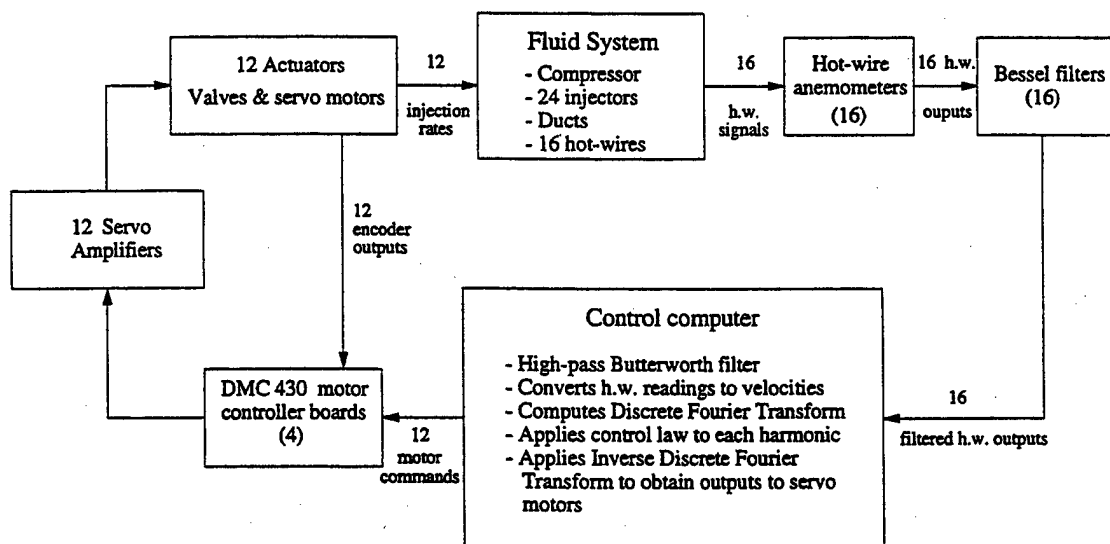 12 Actuators
Valves & servo motors
12
injection
rates
Fluid System
- Compressor
- 24 injectors
- Ducts
- 16 hot-wires
16
h.w.
signals
Hot-wire
anemometers
(16)
16 h.w.
ouputs
Bessel filters
(16)
12 Servo
Amplifiers
12
encoder
outputs
DMC 430 motor
controller boards
(4)
12
motor
commands
Control computer
- High-pass Butterworth filter
- Converts h.w. readings to velocities
- Computes Discrete Fourier Transform
- Applies control law to each harmonic
- Applies Inverse Discrete Fourier
Transform to obtain outputs to servo
motors
16
filtered h.w. outputs